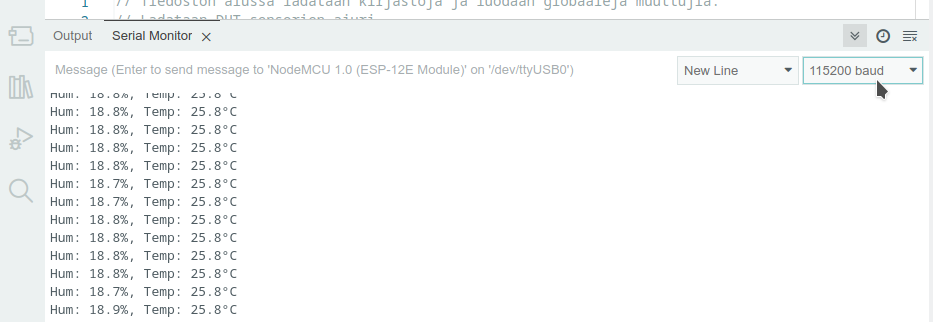 1 // Tiedoston alussa ladataan kirjastoja ja luodaan globaaleja muuttujia.
2 // Ladataan DHT-sensorien ajuri
Output Serial Monitor ×
Message (Enter to send message to 'NodeMCU 1.0 (ESP-12E Module)' on '/dev/ttyUSB0') New Line 115200 baud
Hum: 18.8%, Temp: 25.8°C
Hum: 18.8%, Temp: 25.8°C
Hum: 18.8%, Temp: 25.8°C
Hum: 18.8%, Temp: 25.8°C
Hum: 18.8%, Temp: 25.8°C
Hum: 18.7%, Temp: 25.8°C
Hum: 18.7%, Temp: 25.8°C
Hum: 18.8%, Temp: 25.8°C
Hum: 18.8%, Temp: 25.8°C
Hum: 18.8%, Temp: 25.8°C
Hum: 18.8%, Temp: 25.8°C
Hum: 18.7%, Temp: 25.8°C
Hum: 18.9%, Temp: 25.8°C